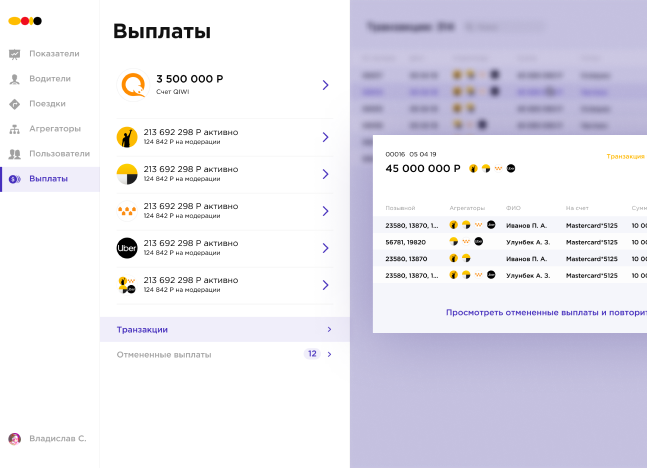 Показатели
Водители
Поездки
Агрегаторы
Пользователи
Выплаты
Владислав С.
Выплаты
3 500 000 Р
Счет QIWI
213 692 298 Р активно
124 842 Р на модерации
213 692 298 Р активно
124 842 Р на модерации
213 692 298 Р активно
124 842 Р на модерации
Uber
213 692 298 Р активно
124 842 Р на модерации
213 692 298 Р активно
124 842 Р на модерации
Транзакции
Отмененные выплаты 12
Транзакции 314
00016 05 04 19
Транзакция
45 000 000 Р
Позывной Агрегаторы ФИО На счет Сумм
23580, 13870, 1... Иванов П. А. Mastercard*5125 10 00
56781, 19820 Улунбек А. З. Mastercard*5125 10 00
23580, 13870 Иванов П. А. Mastercard*5125 10 00
23580, 13870, 1... Улунбек А. З. Mastercard*5125 10 00
Просмотреть отмененные выплаты и повторит